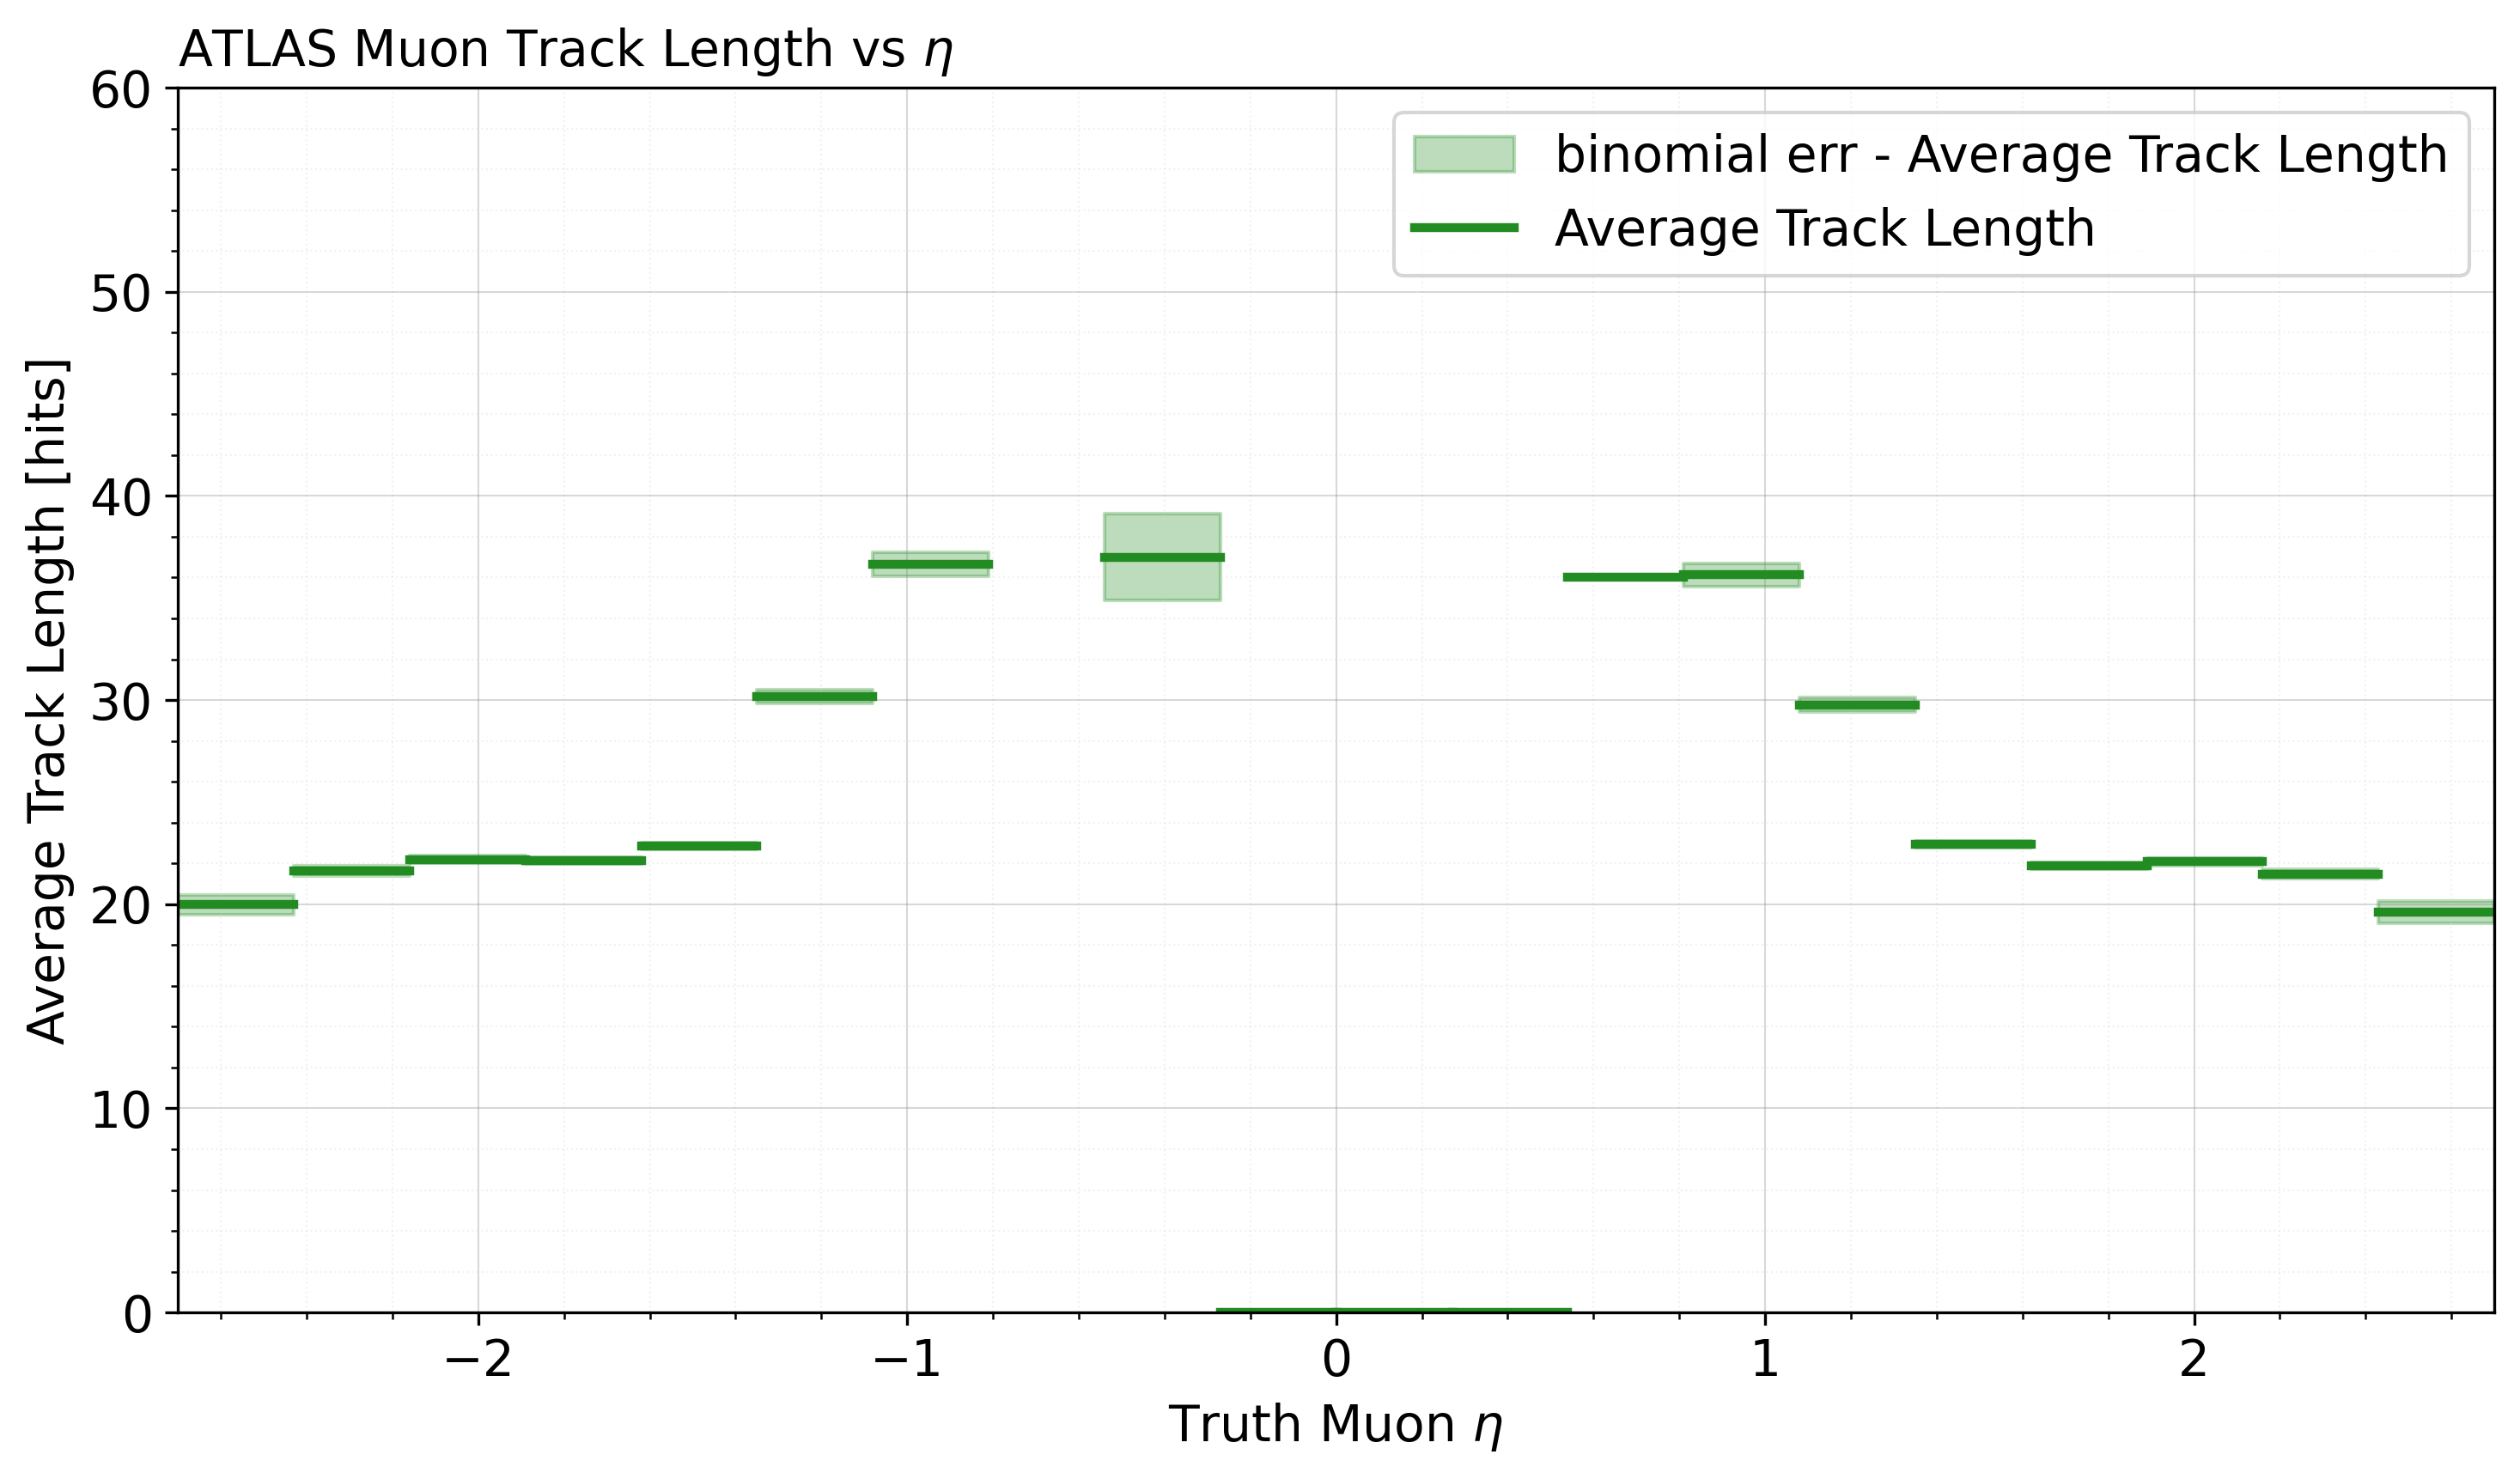 ATLAS Muon Track Length vs η
60
50
40
30
20
10
0
Average Track Length [hits]
binomial err - Average Track Length
Average Track Length
−2
−1
0
1
2
Truth Muon η